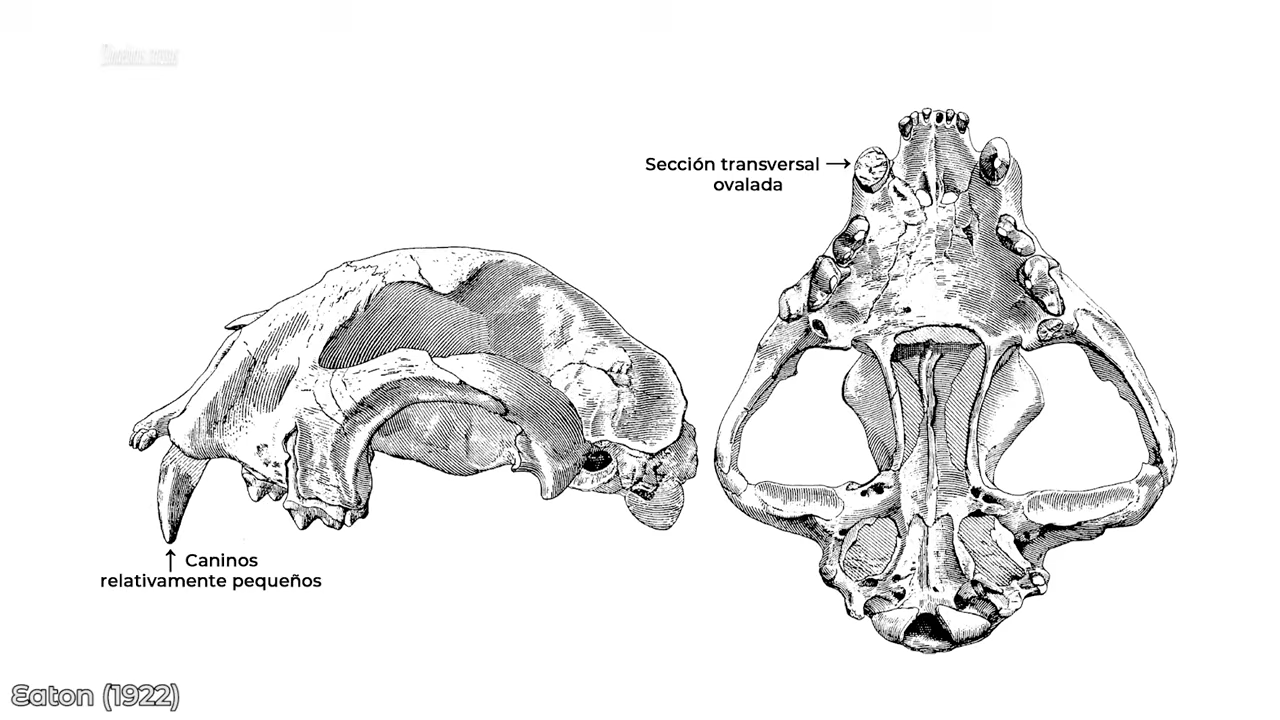 Sección transversal
ovalada
Caninos
relativamente pequeños
Eaton (1922)